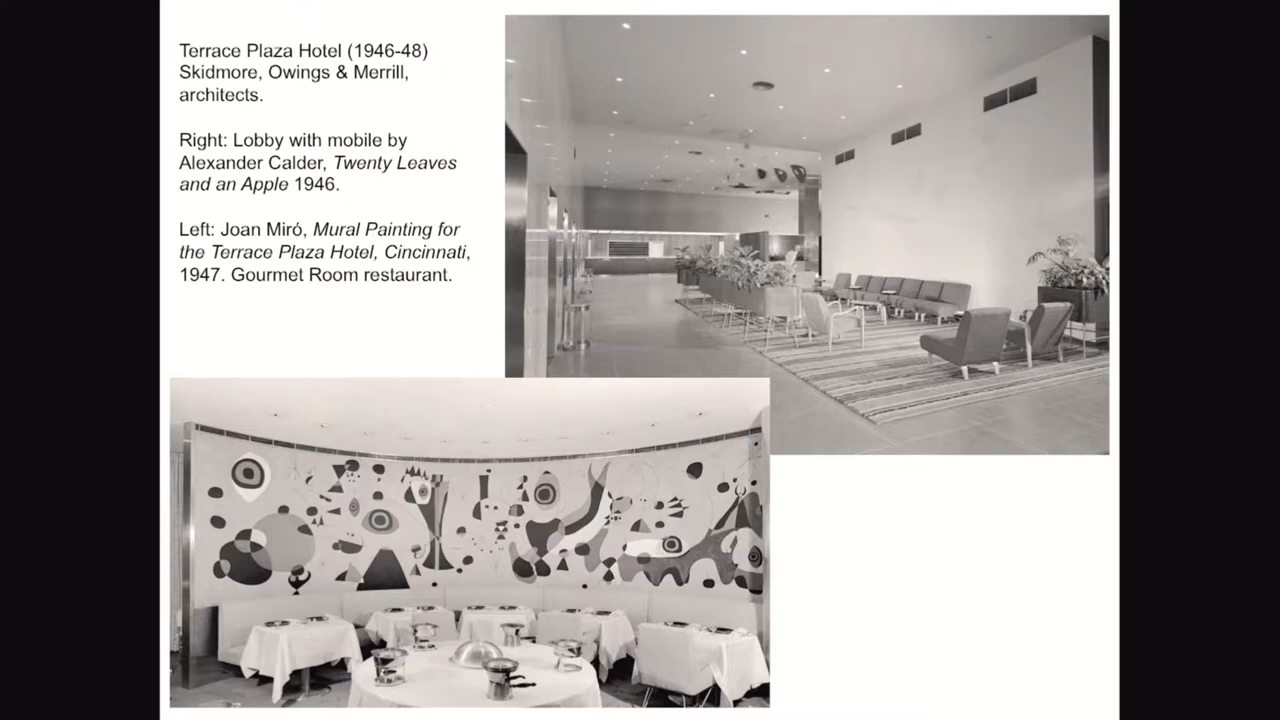 Terrace Plaza Hotel (1946-48)
Skidmore, Owings & Merrill,
architects.
Right: Lobby with mobile by
Alexander Calder, Twenty Leaves
and an Apple 1946.
Left: Joan Miró, Mural Painting for
the Terrace Plaza Hotel, Cincinnati,
1947. Gourmet Room restaurant.